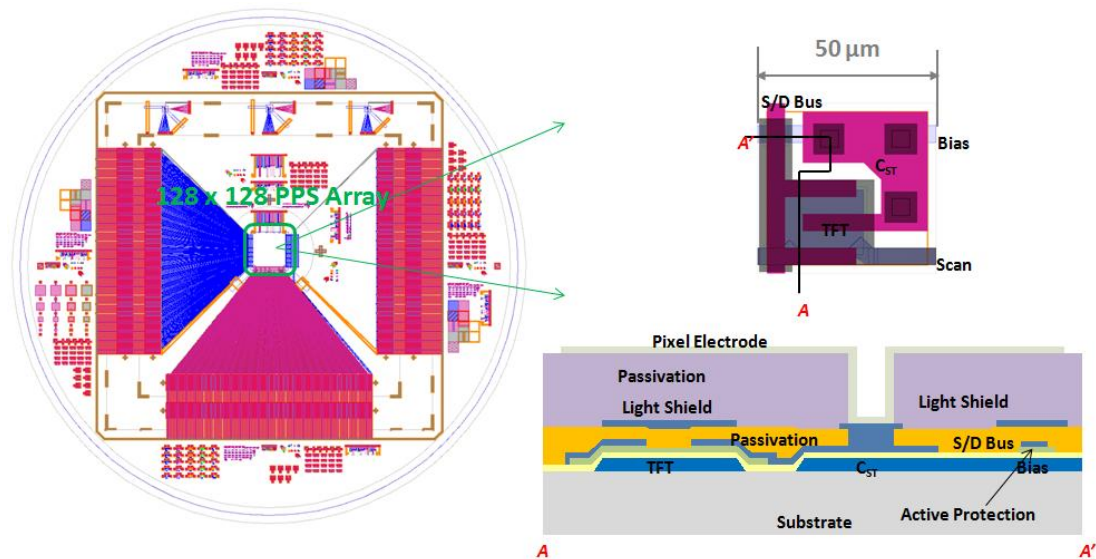 128 x 128 PPS Array
50 µm
S/D Bus
A'
Bias
CST
TFT
Scan
A
Pixel Electrode
Passivation
Light Shield
Light Shield
Passivation
S/D Bus
TFT
CST
Bias
Active Protection
Substrate
A
A'